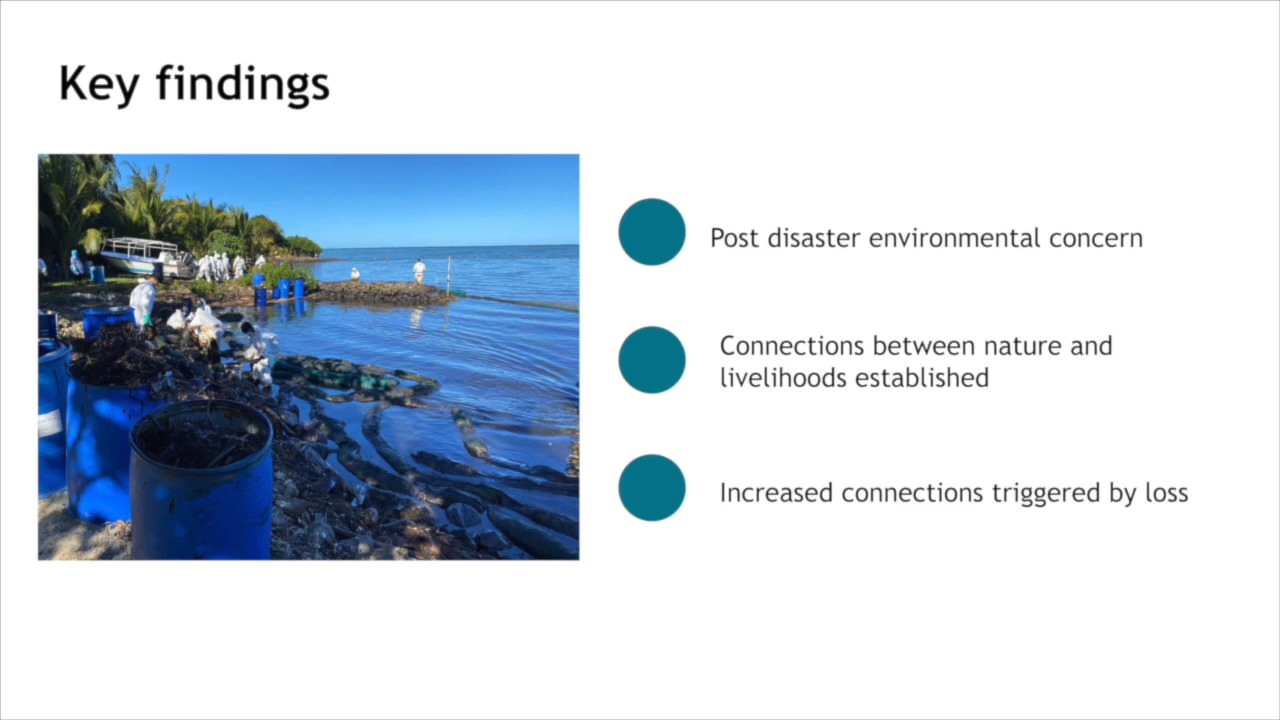 Key findings
Post disaster environmental concern
Connections between nature and
livelihoods established
Increased connections triggered by loss